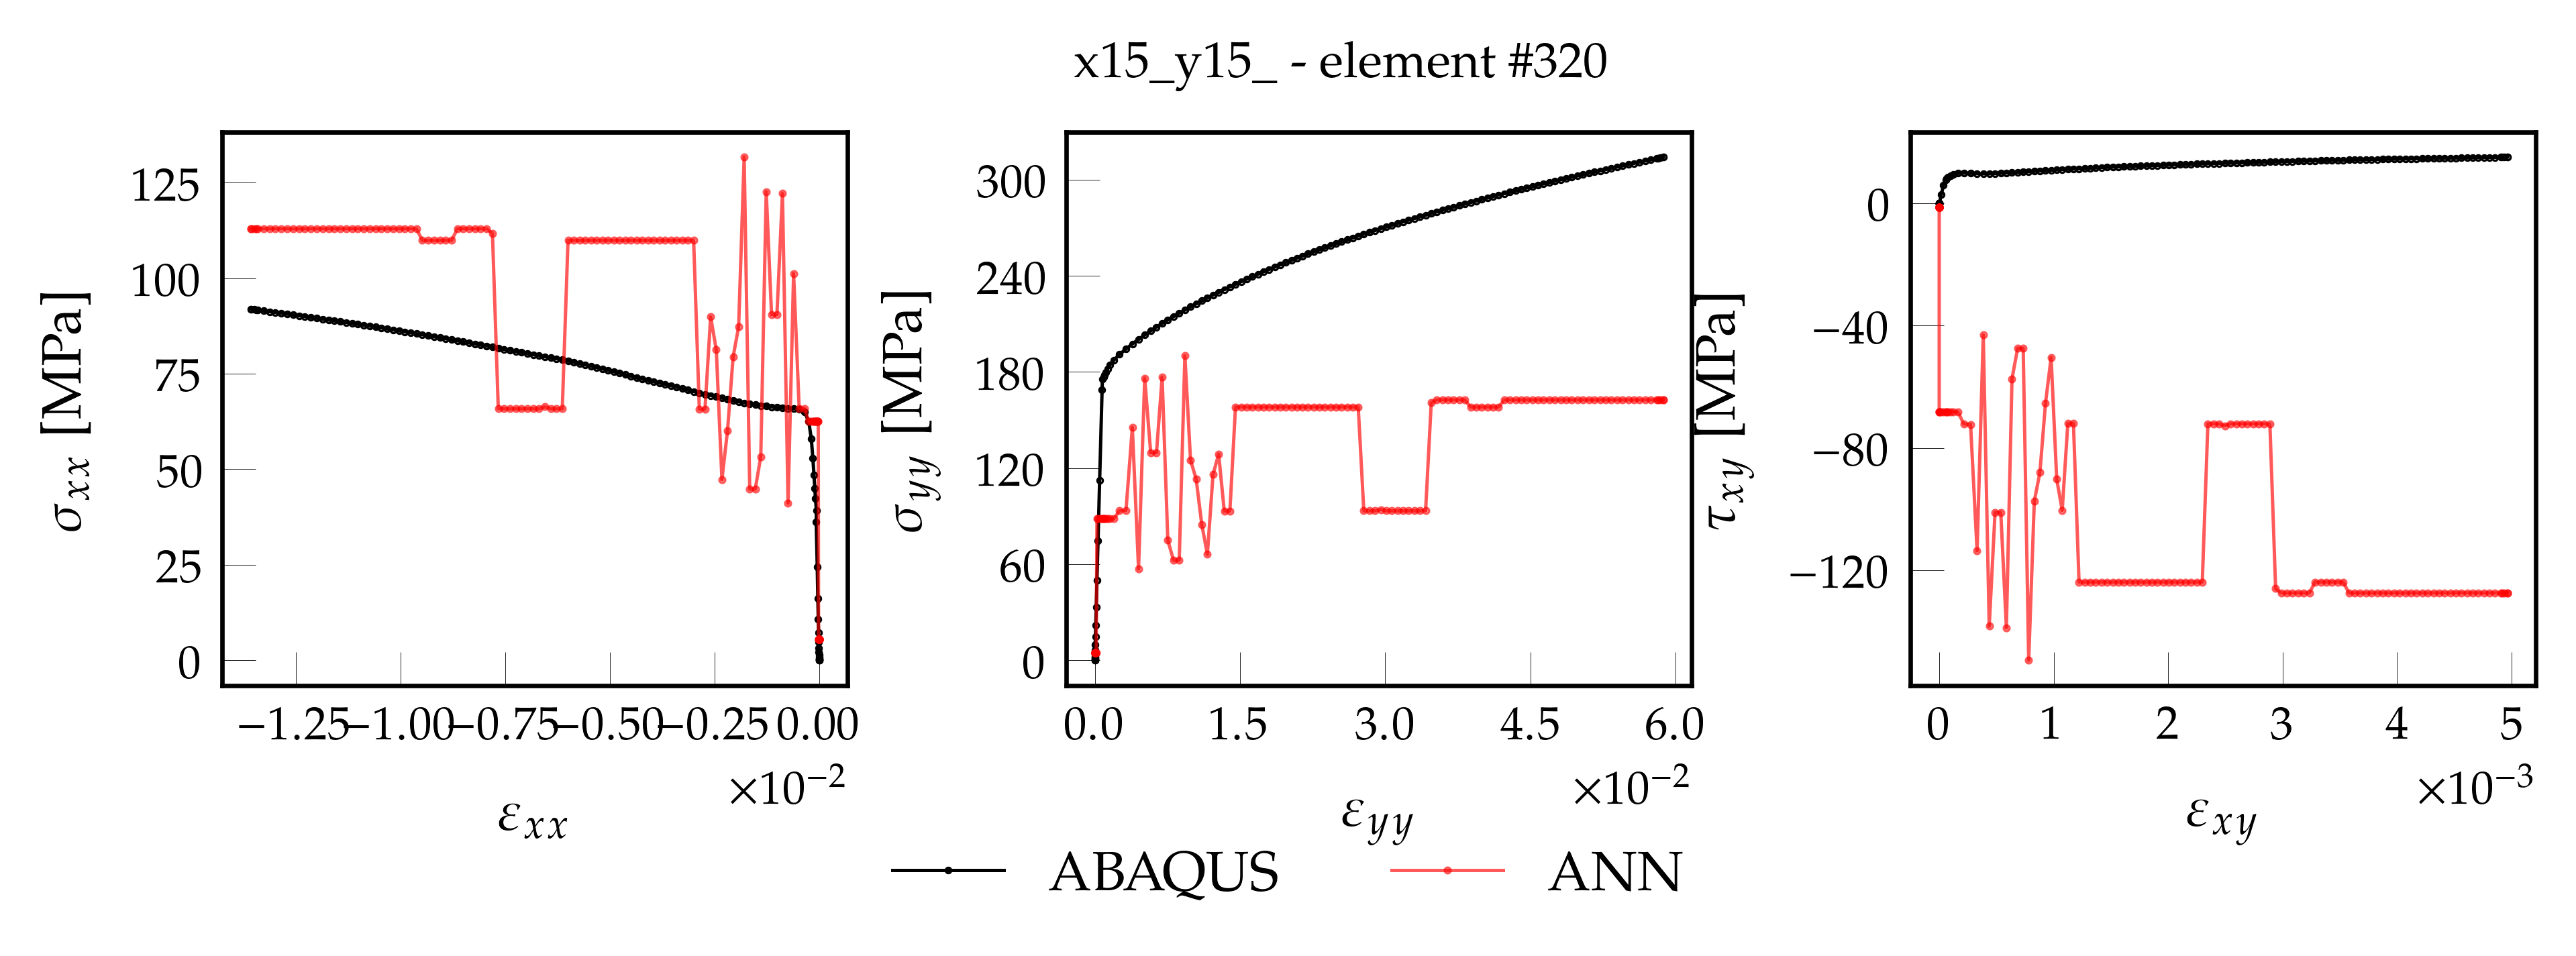 x15_y15_ - element #320
σxx [MPa]
125
100
75
50
25
0
−1.25 −1.00 −0.75 −0.50 −0.25 0.00
×10−2
εxx
σyy [MPa]
300
240
180
120
60
0
0.0 1.5 3.0 4.5 6.0
×10−2
εyy
τxy [MPa]
0
−40
−80
−120
0 1 2 3 4 5
×10−3
εxy
ABAQUS ANN